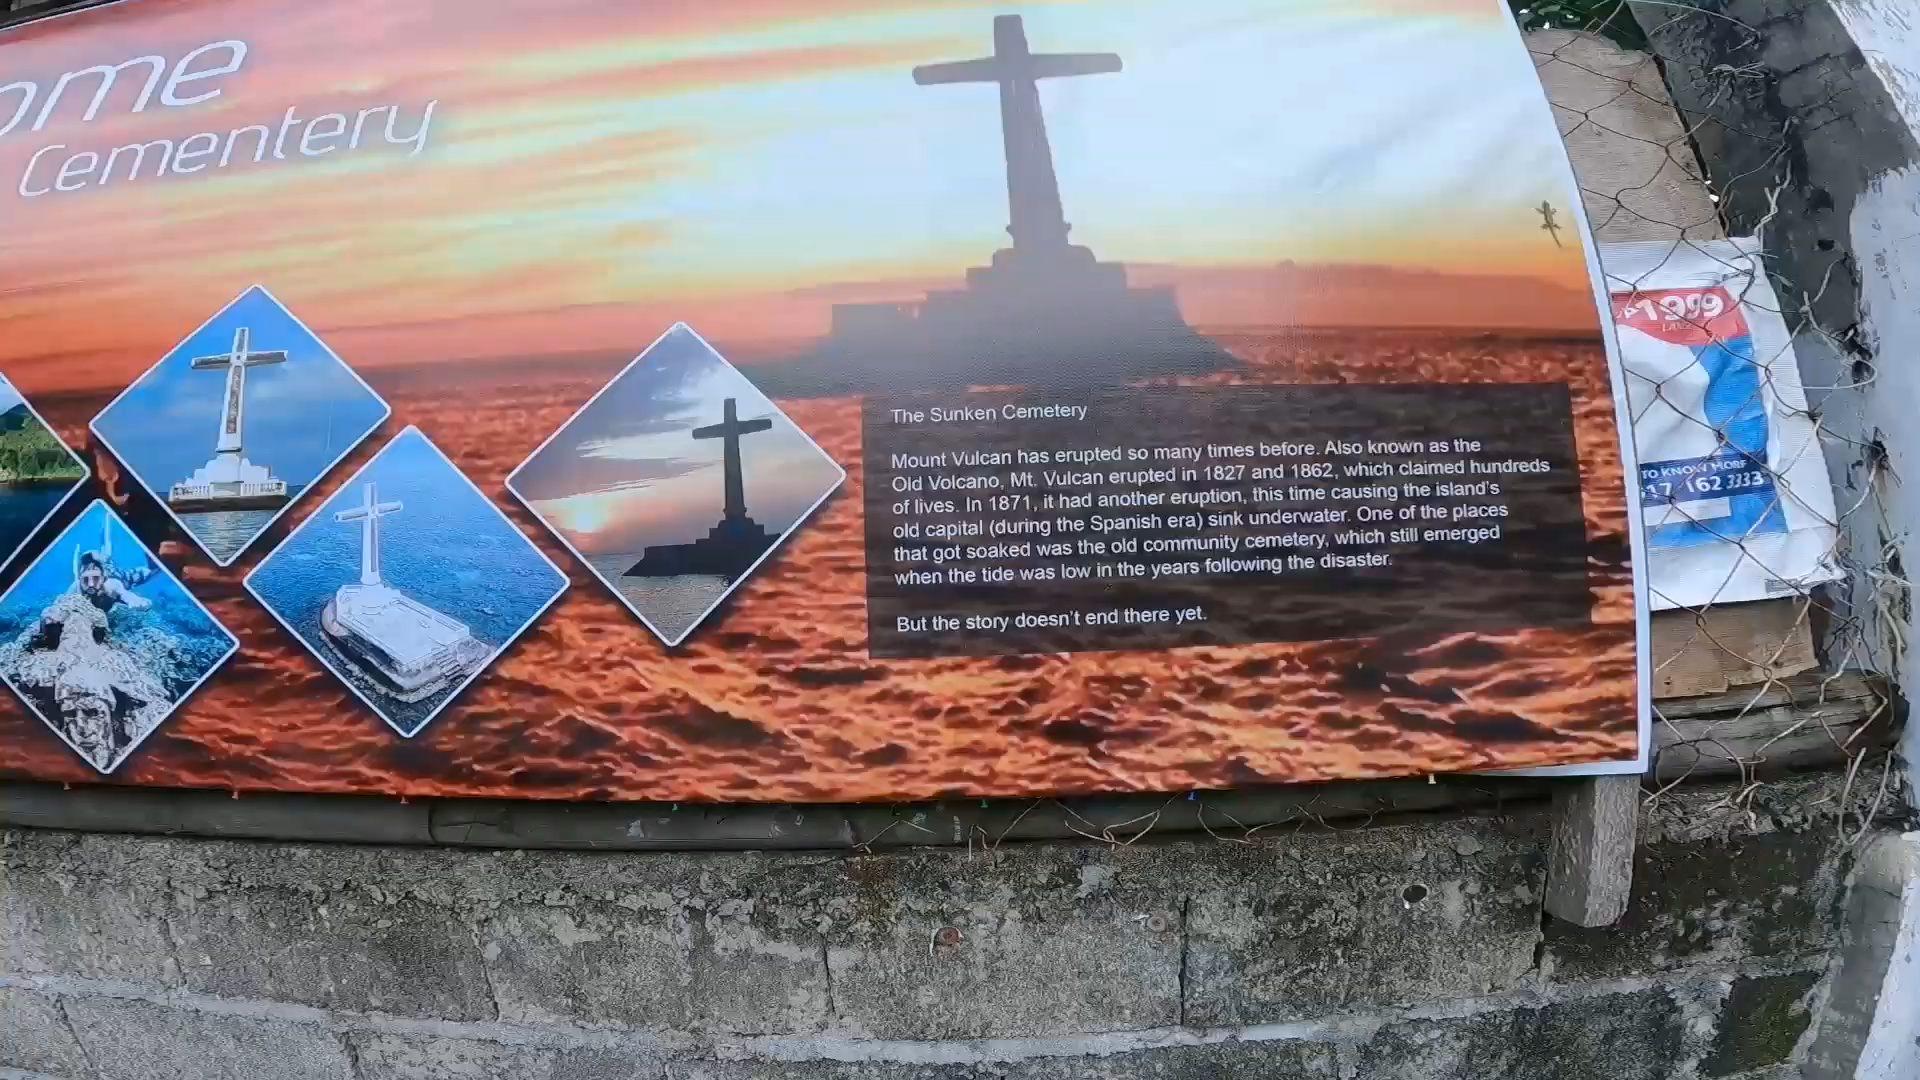 ome
Cementery
The Sunken Cemetery
Mount Vulcan has erupted so many times before. Also known as the
Old Volcano, Mt. Vulcan erupted in 1827 and 1862, which claimed hundreds
of lives. In 1871, it had another eruption, this time causing the island's
old capital (during the Spanish era) sink underwater. One of the places
that got soaked was the old community cemetery, which still emerged
when the tide was low in the years following the disaster.
But the story doesn't end there yet.
1999
TO KNOW MORE
17 162 3333